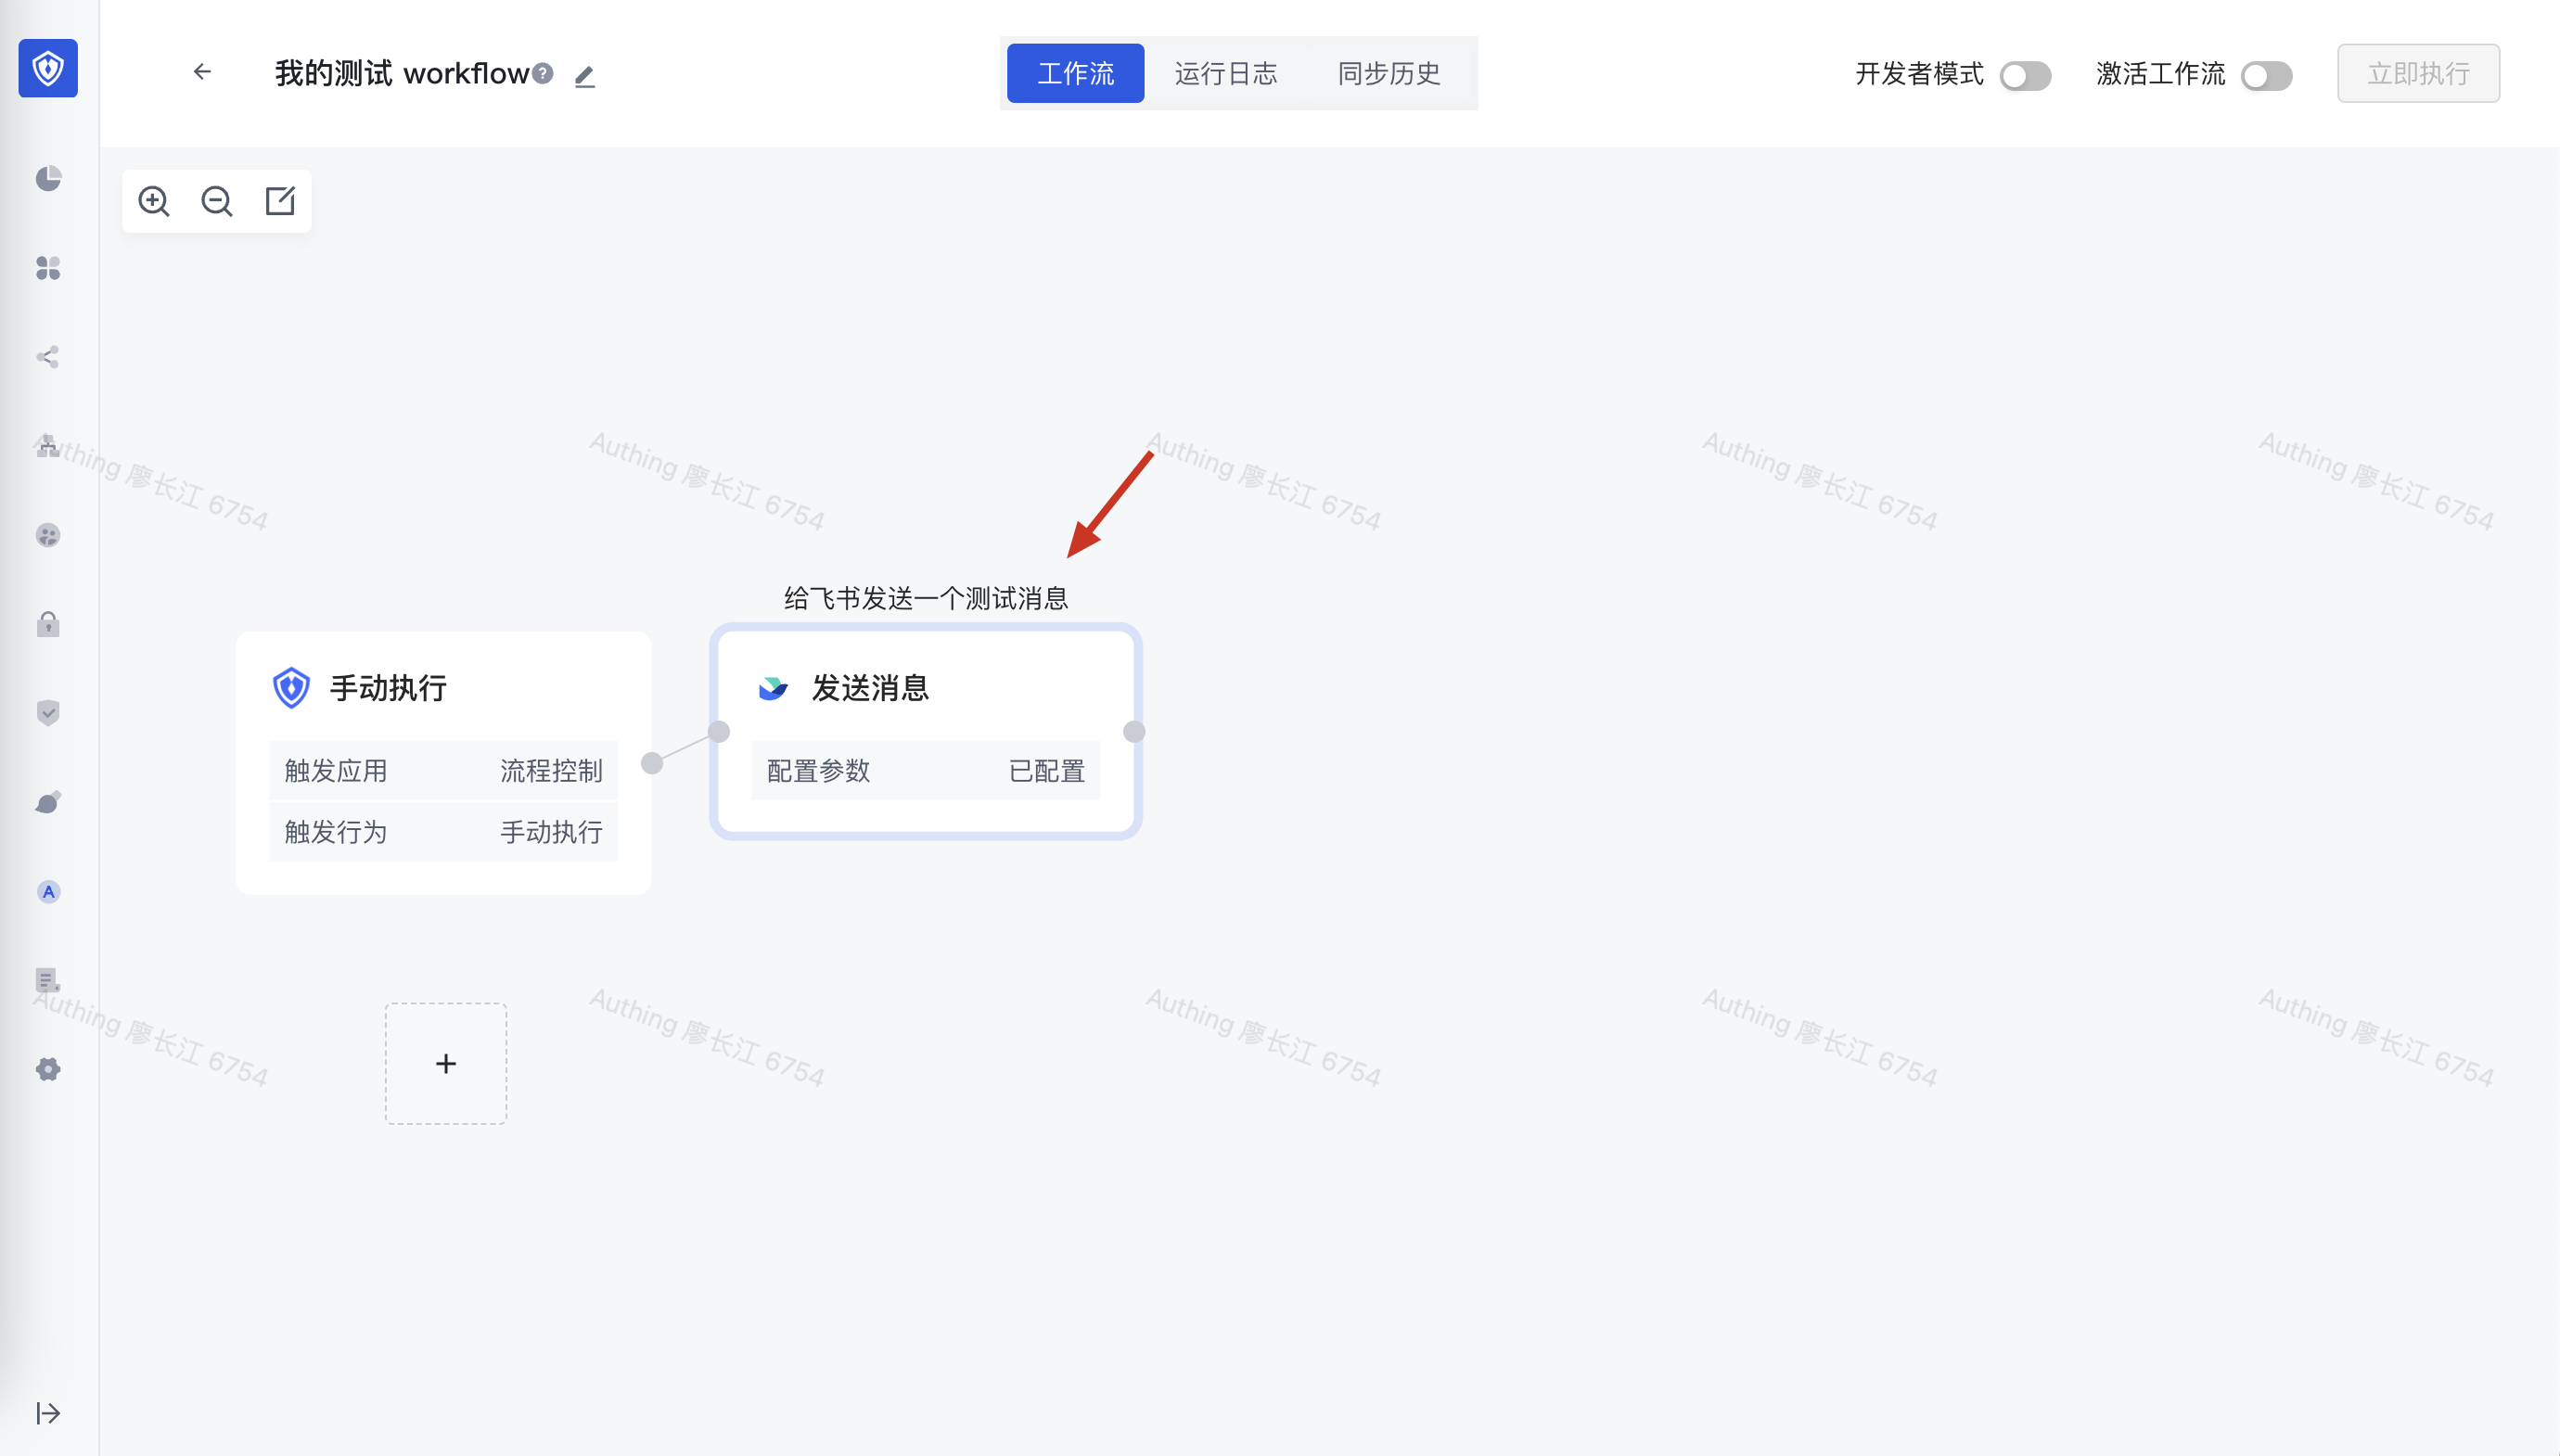 我的测试 workflow
工作流 运行日志 同步历史
开发者模式 激活工作流 立即执行
Authing 廖长江 6754
Authing 廖长江 6754
Authing 廖长江 6754
Authing 廖长江 6754
Authing 廖长江 6754
给飞书发送一个测试消息
手动执行
触发应用 流程控制
触发行为 手动执行
发送消息
配置参数 已配置
A
Authing 廖长江 6754
Authing 廖长江 6754
Authing 廖长江 6754
Authing 廖长江 6754
Authing 廖长江 6754